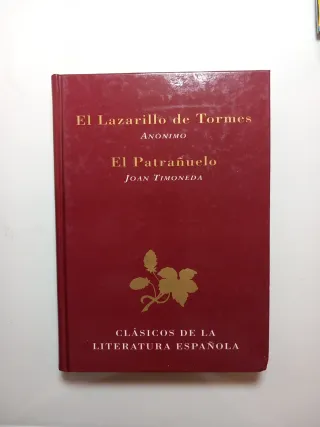 El Lazarillo de Tormes
ANÓNIMO
El Patrañuelo
JOAN TIMONEDA
CLÁSICOS DE LA
LITERATURA ESPAÑOLA